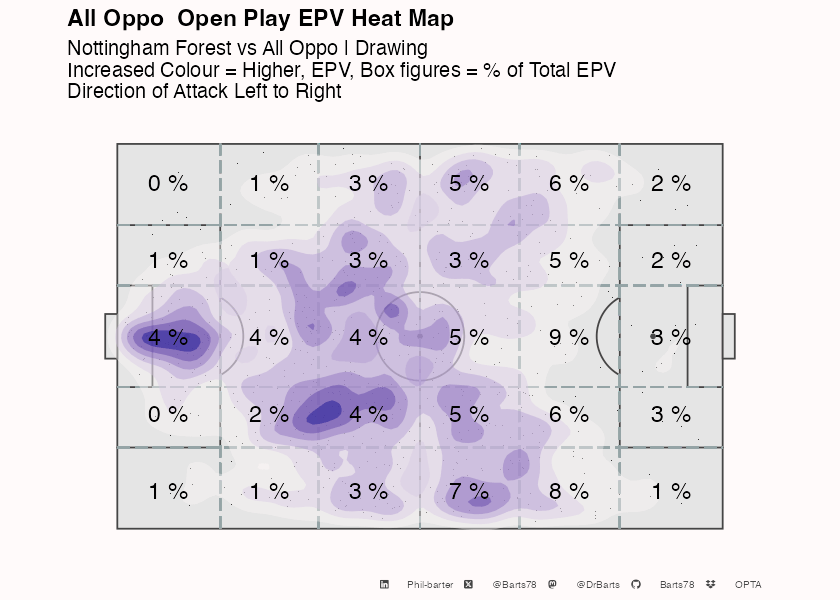 All Oppo  Open Play EPV Heat Map
Nottingham Forest vs All Oppo | Drawing
Increased Colour = Higher, EPV, Box figures = % of Total EPV
Direction of Attack Left to Right
0 % 1 % 3 % 5 % 6 % 2 %
1 % 1 % 3 % 3 % 5 % 2 %
4 % 4 % 4 % 5 % 9 % 3 %
0 % 2 % 4 % 5 % 6 % 3 %
1 % 1 % 3 % 7 % 8 % 1 %
Phil-barter @Barts78 @DrBarts Barts78 OPTA